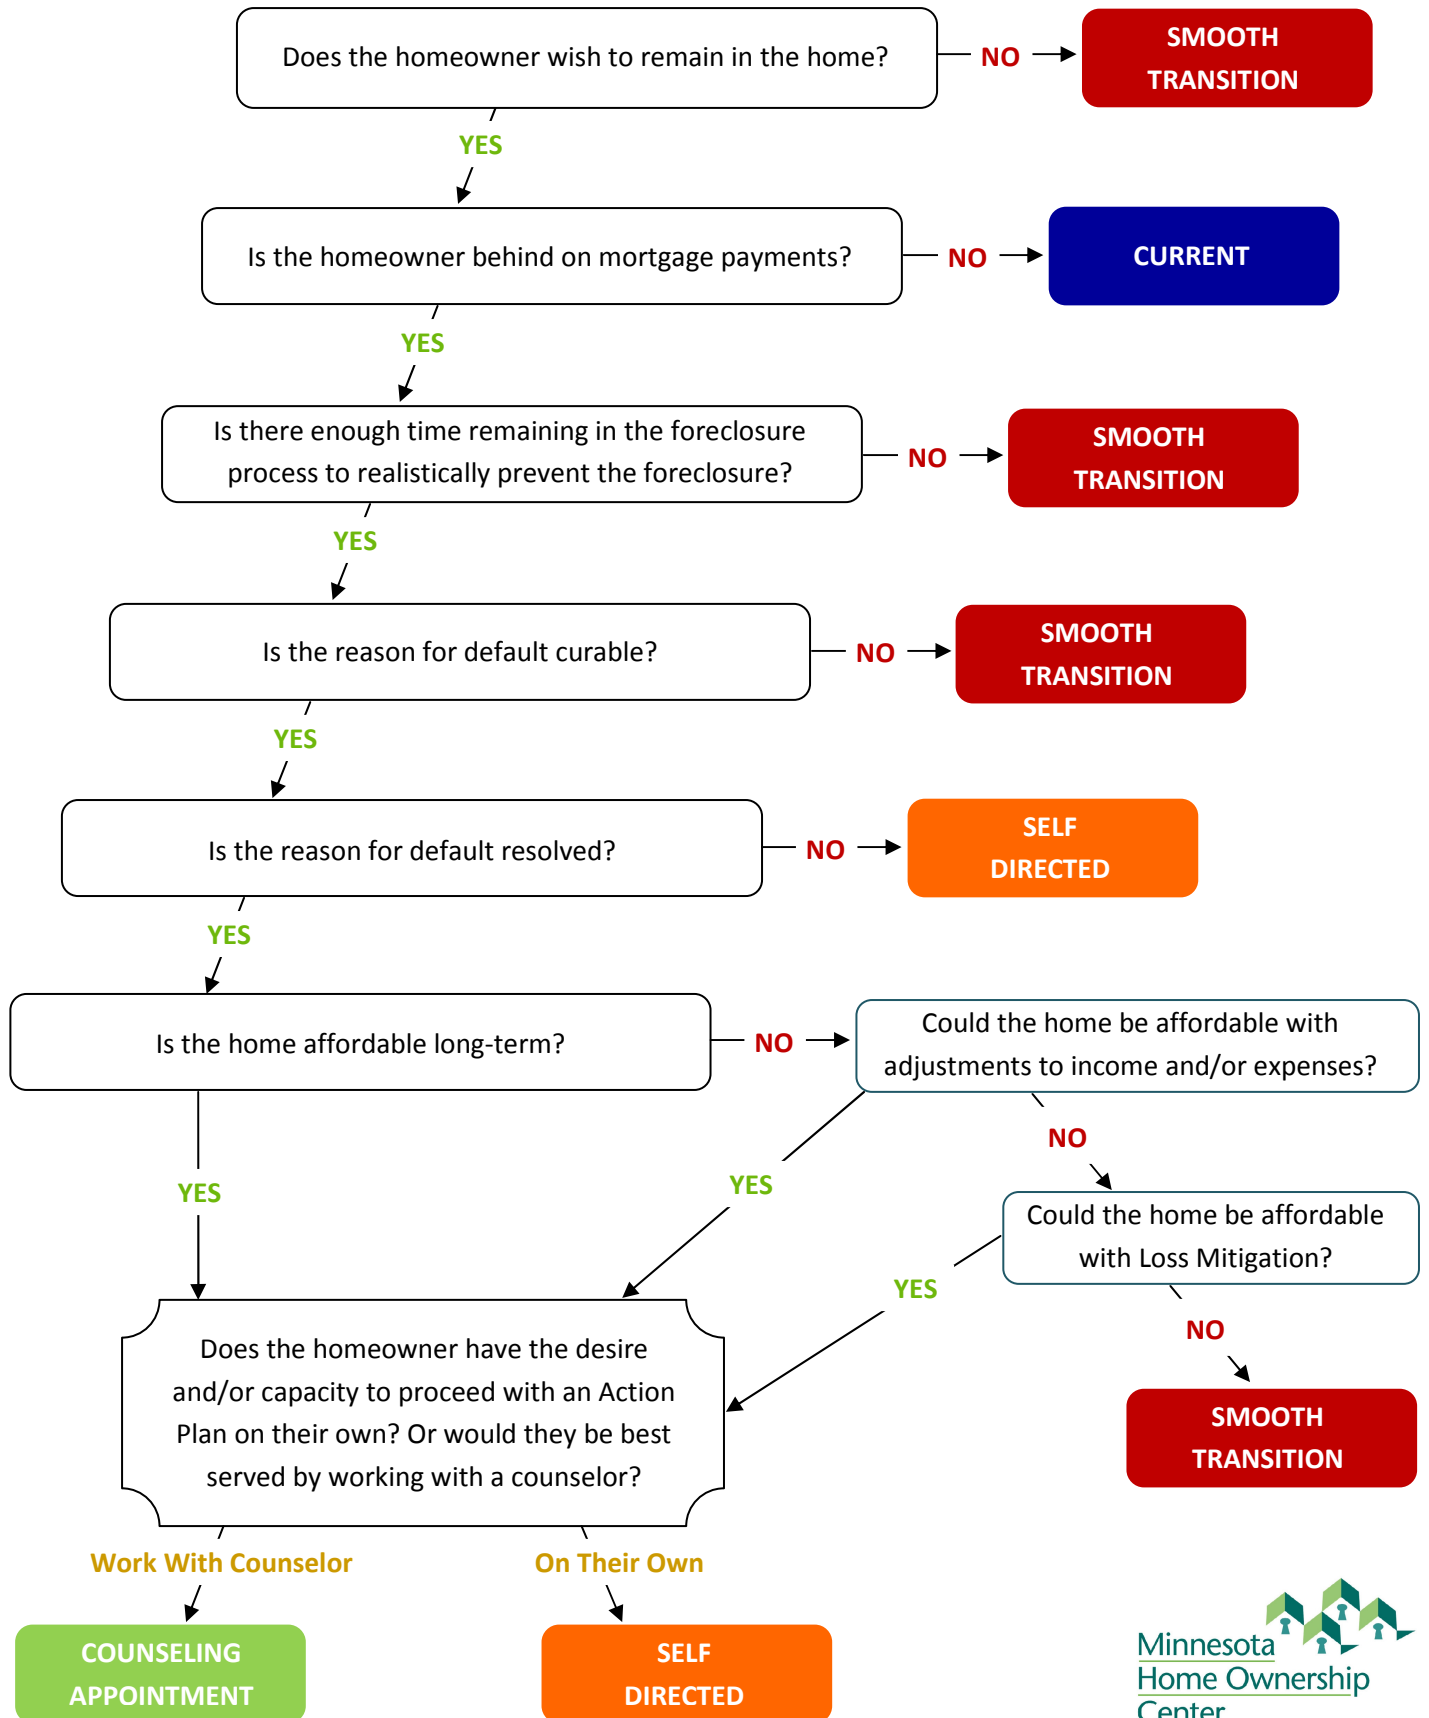 Does the homeowner wish to remain in the home?
NO
SMOOTH
TRANSITION
YES
Is the homeowner behind on mortgage payments?
NO
CURRENT
YES
Is there enough time remaining in the foreclosure
process to realistically prevent the foreclosure?
NO
SMOOTH
TRANSITION
YES
Is the reason for default curable?
NO
SMOOTH
TRANSITION
YES
Is the reason for default resolved?
NO
SELF
DIRECTED
YES
Is the home affordable long-term?
NO
Could the home be affordable with
adjustments to income and/or expenses?
YES
YES
NO
Could the home be affordable
with Loss Mitigation?
YES
NO
SMOOTH
TRANSITION
Does the homeowner have the desire
and/or capacity to proceed with an Action
Plan on their own? Or would they be best
served by working with a counselor?
Work With Counselor
On Their Own
COUNSELING
APPOINTMENT
SELF
DIRECTED
Minnesota
Home Ownership
Center